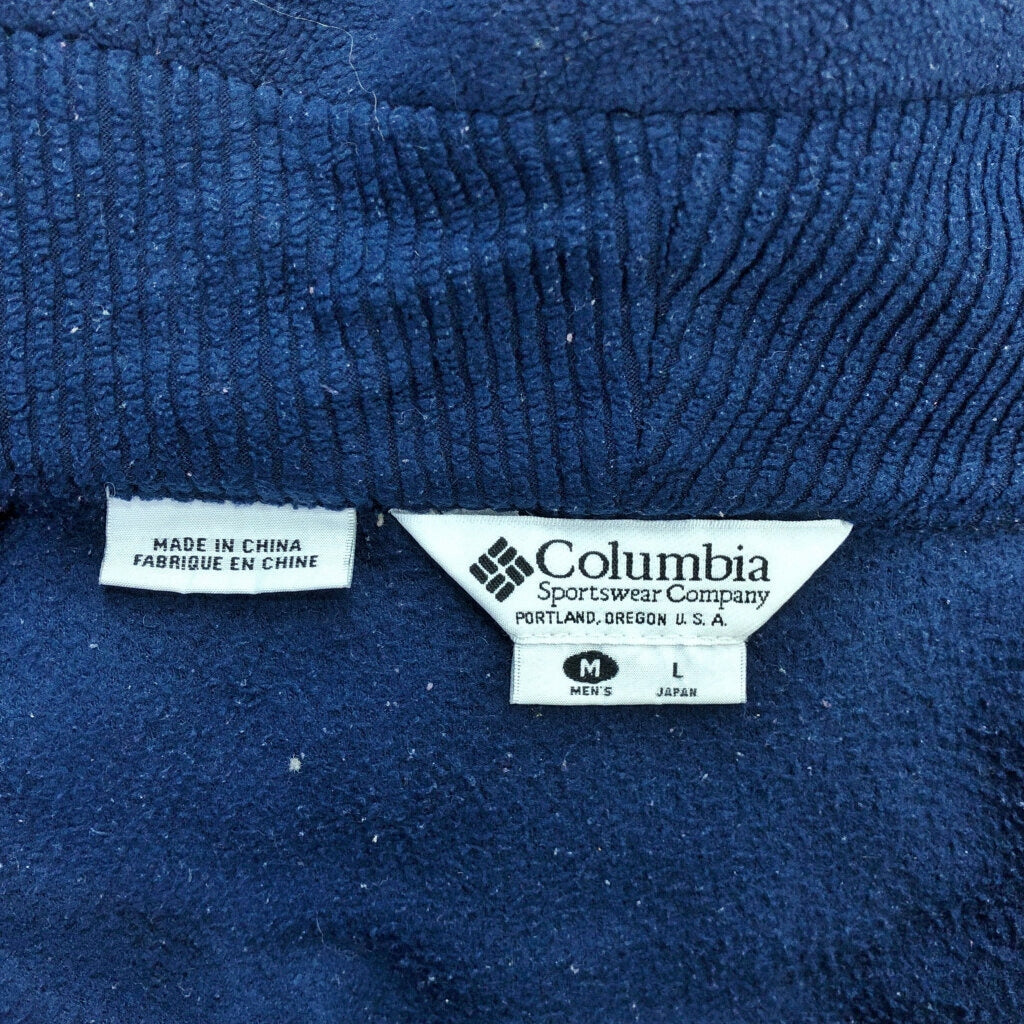 MADE IN CHINA
FABRIQUE EN CHINE
Columbia
Sportswear Company
PORTLAND, OREGON U. S. A.
M L
MEN'S JAPAN